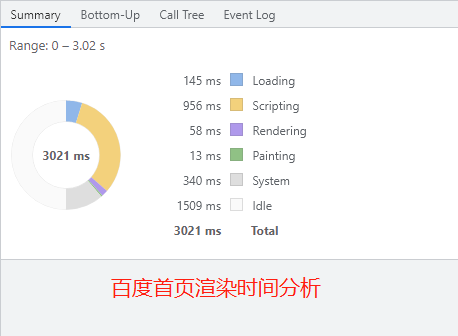 Summary Bottom-Up Call Tree Event Log
Range: 0 – 3.02 s
3021 ms
145 ms Loading
956 ms Scripting
58 ms Rendering
13 ms Painting
340 ms System
1509 ms Idle
3021 ms Total
百度首页渲染时间分析